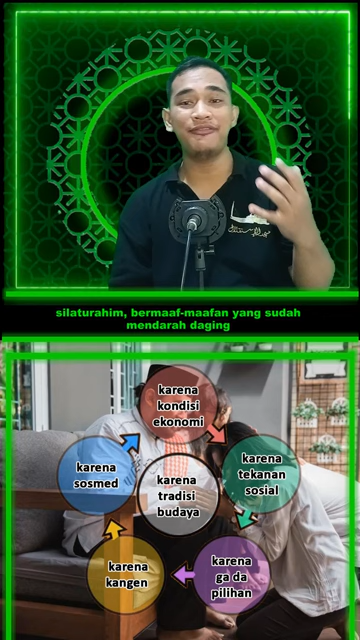 silaturahim, bermaaf-maafan yang sudah
mendarah daging
karena
kondisi
ekonomi
karena
tekanan
sosial
karena
ga da
pilihan
karena
kangen
karena
sosmed
karena
tradisi
budaya